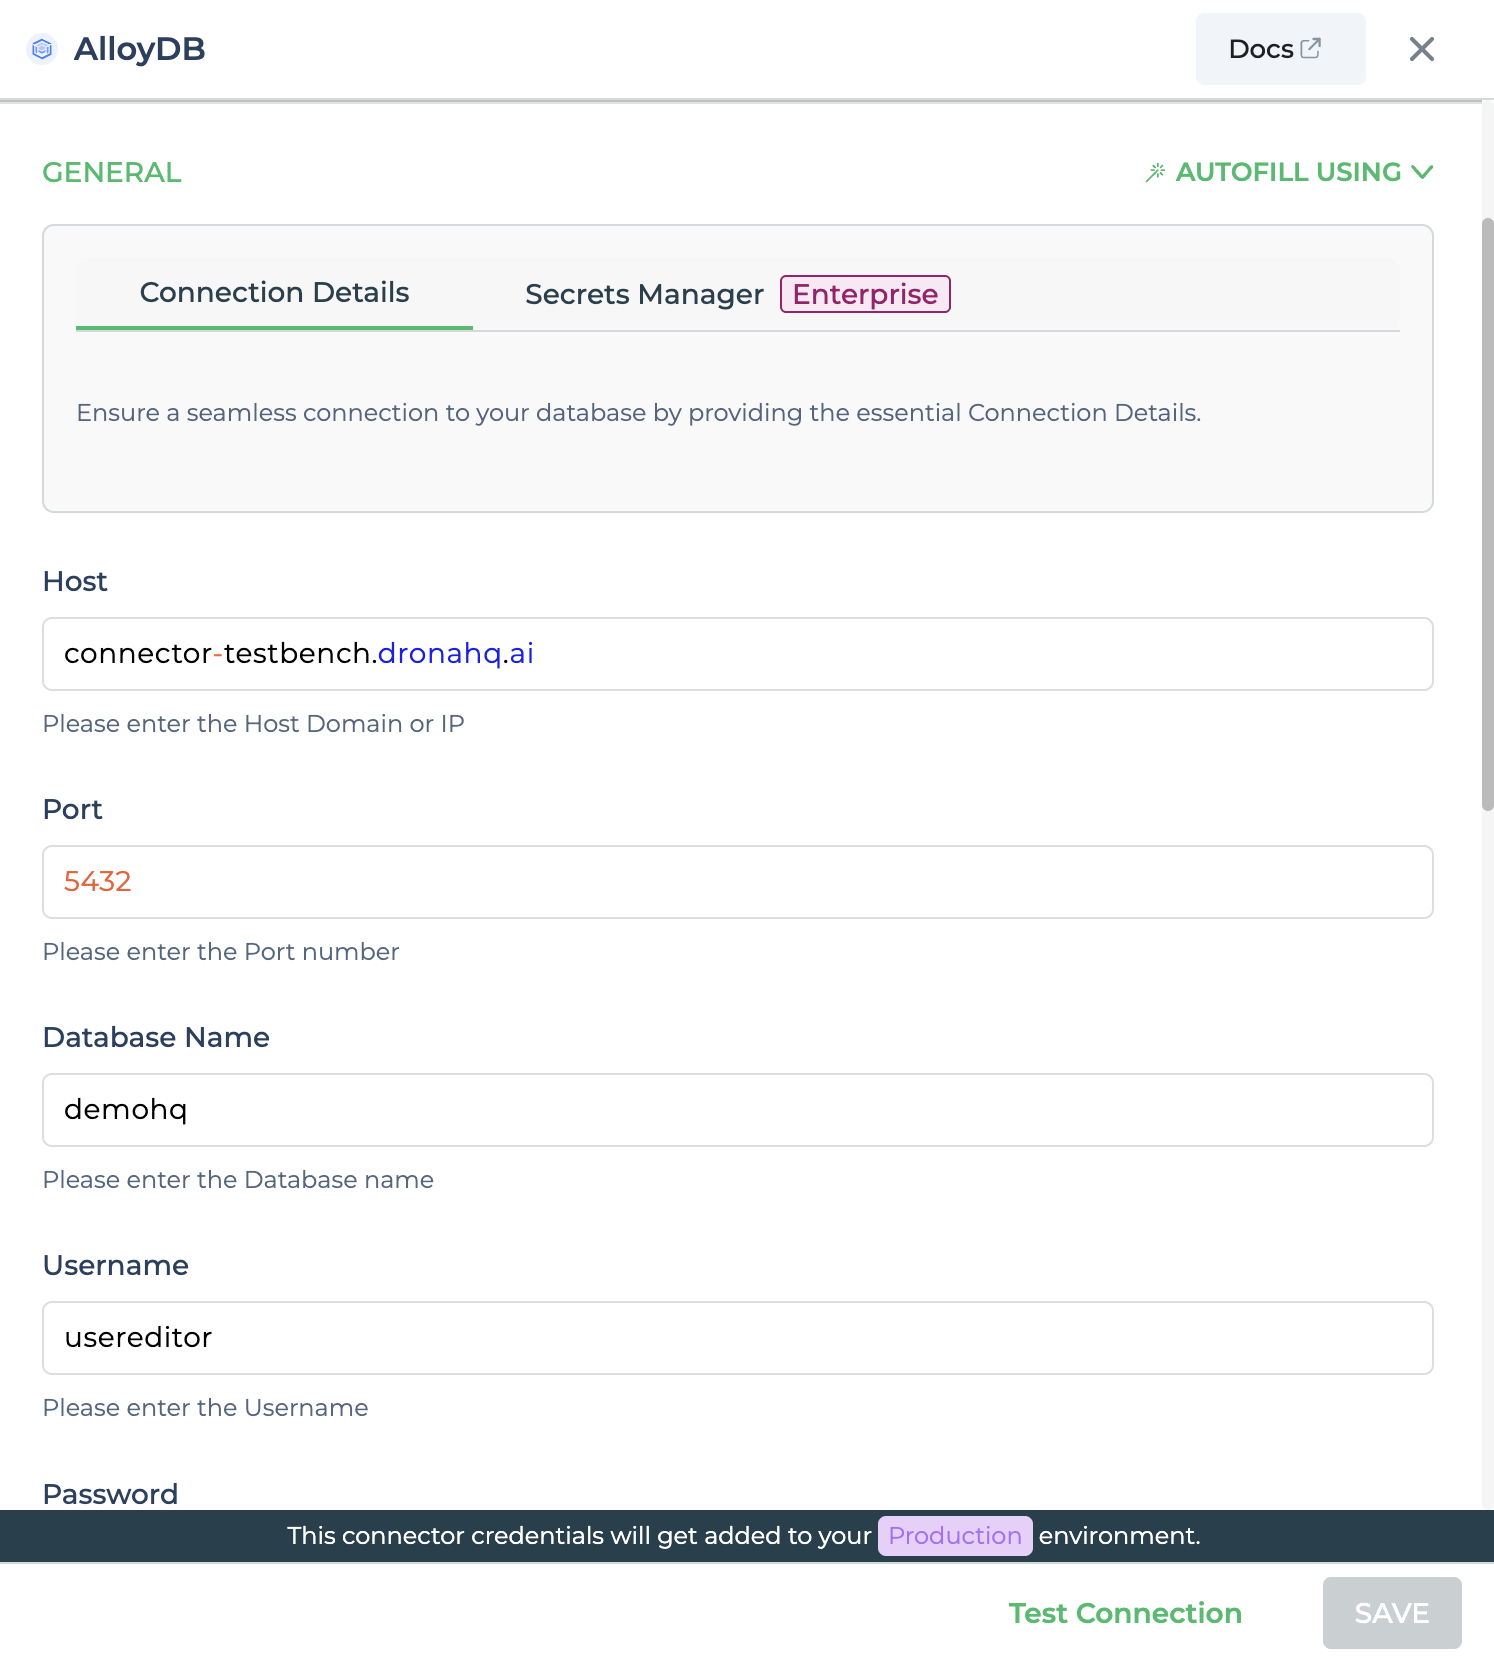 AlloyDB
Docs
GENERAL
AUTOFILL USING
Connection Details
Secrets Manager Enterprise
Ensure a seamless connection to your database by providing the essential Connection Details.
Host
connector-testbench.dronahq.ai
Please enter the Host Domain or IP
Port
5432
Please enter the Port number
Database Name
demohq
Please enter the Database name
Username
usereditor
Please enter the Username
Password
This connector credentials will get added to your Production environment.
Test Connection
SAVE